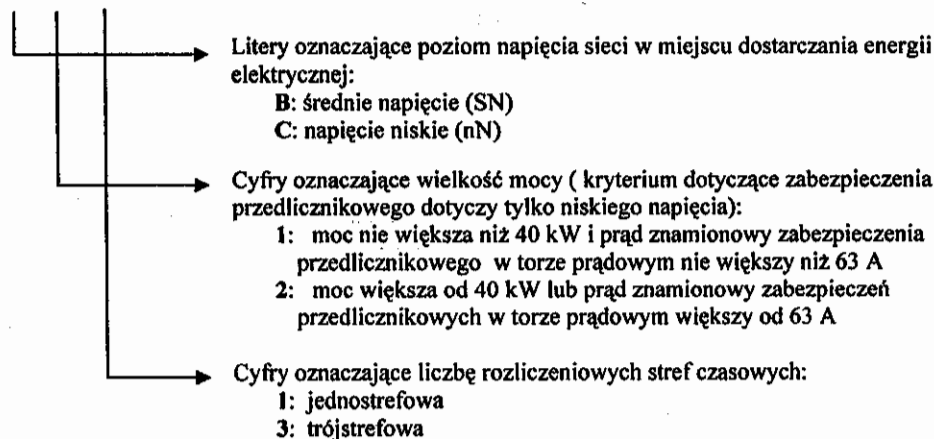 Litery oznaczające poziom napięcia sieci w miejscu dostarczania energii
elektrycznej:
B: średnie napięcie (SN)
C: napięcie niskie (nN)
Cyfry oznaczające wielkość mocy ( kryterium dotyczące zabezpieczenia
przedlicznikowego dotyczy tylko niskiego napięcia):
1: moc nie większa niż 40 kW i prąd znamionowy zabezpieczenia
przedlicznikowego w torze prądowym nie większy niż 63 A
2: moc większa od 40 kW lub prąd znamionowy zabezpieczeń
przedlicznikowych w torze prądowym większy od 63 A
Cyfry oznaczające liczbę rozliczeniowych stref czasowych:
1: jednostrefowa
3: trójstrefowa